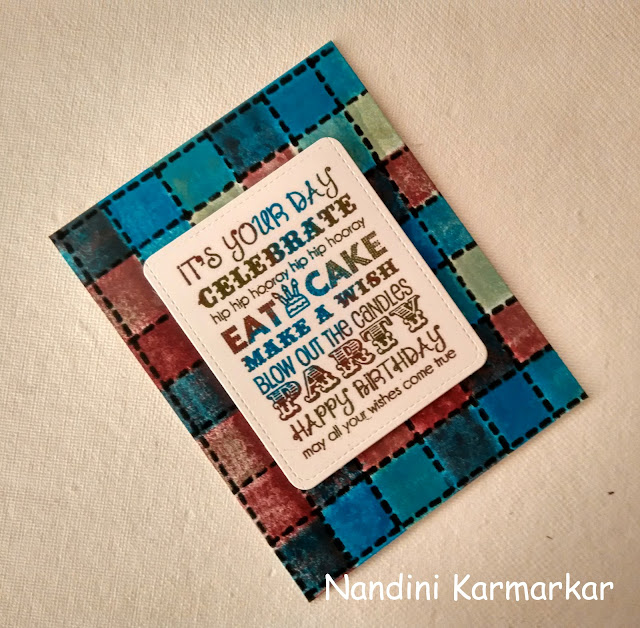 IT'S YOUR DAY
CELEBRATE
hip hip hooray hip hip hooray
EAT CAKE
MAKE A WISH
BLOW OUT THE CANDLES
PARTY
HAPPY BIRTHDAY
may all your wishes come true
Nandini Karmarkar